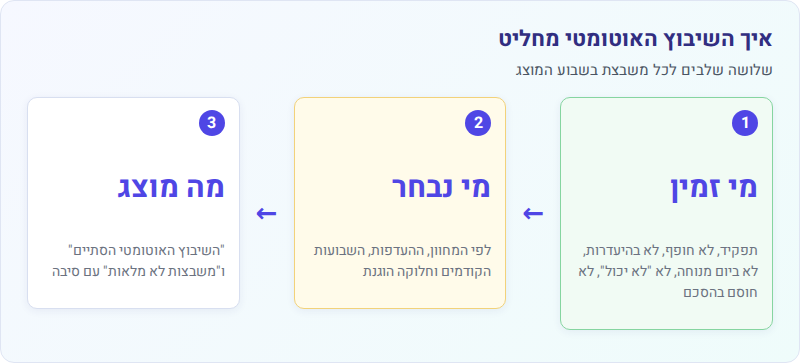 איך השיבוץ האוטומטי מחליט
שלושה שלבים לכל משבצת בשבוע המוצג
1
מי זמין
תפקיד, לא חופף, לא בהיעדרות,
לא ביום מנוחה, לא "לא יכול", לא
חוסם בהסכם
←
2
מי נבחר
לפי המחוון, ההעדפות, השבועות
הקודמים וחלוקה הוגנת
←
3
מה מוצג
"השיבוץ האוטומטי הסתיים"
ו"משבצות לא מלאות" עם סיבה